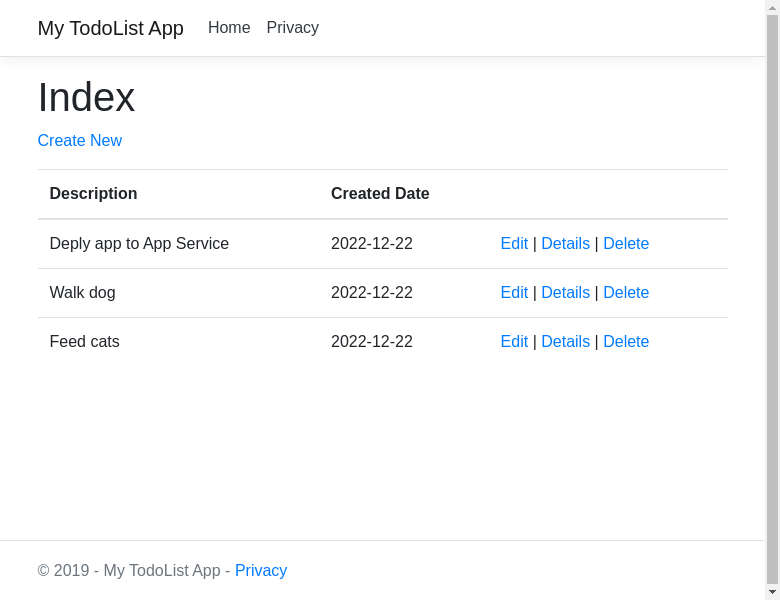 My TodoList App Home Privacy
Index
Create New
Description Created Date
Deply app to App Service 2022-12-22 Edit | Details | Delete
Walk dog 2022-12-22 Edit | Details | Delete
Feed cats 2022-12-22 Edit | Details | Delete
© 2019 - My TodoList App - Privacy